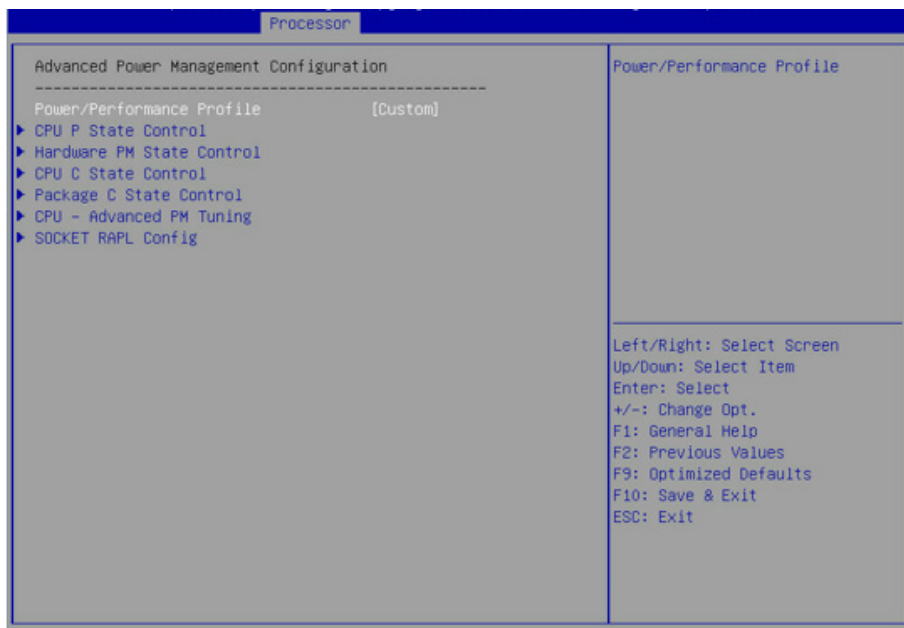 Processor
Advanced Power Management Configuration
--------------------------------------------------
Power/Performance Profile [Custom]
CPU P State Control
Hardware PM State Control
CPU C State Control
Package C State Control
CPU - Advanced PM Tuning
SOCKET RAPL Config
Power/Performance Profile
Left/Right: Select Screen
Up/Down: Select Item
Enter: Select
+/-: Change Opt.
F1: General Help
F2: Previous Values
F9: Optimized Defaults
F10: Save & Exit
ESC: Exit